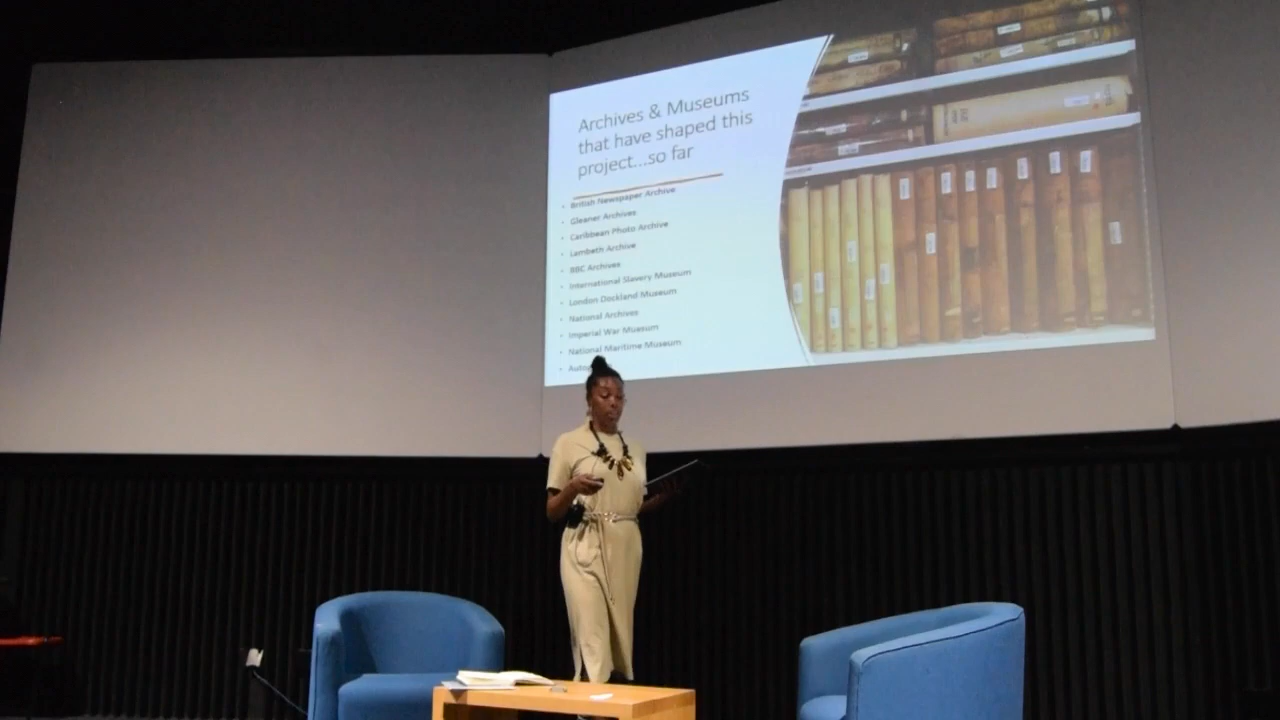 Archives & Museums
that have shaped this
project...so far
• British Newspaper Archive
• Gleaner Archives
• Caribbean Photo Archive
• Lambeth Archive
• BBC Archives
• International Slavery Museum
• London Dockland Museum
• National Archives
• Imperial War Museum
• National Maritime Museum